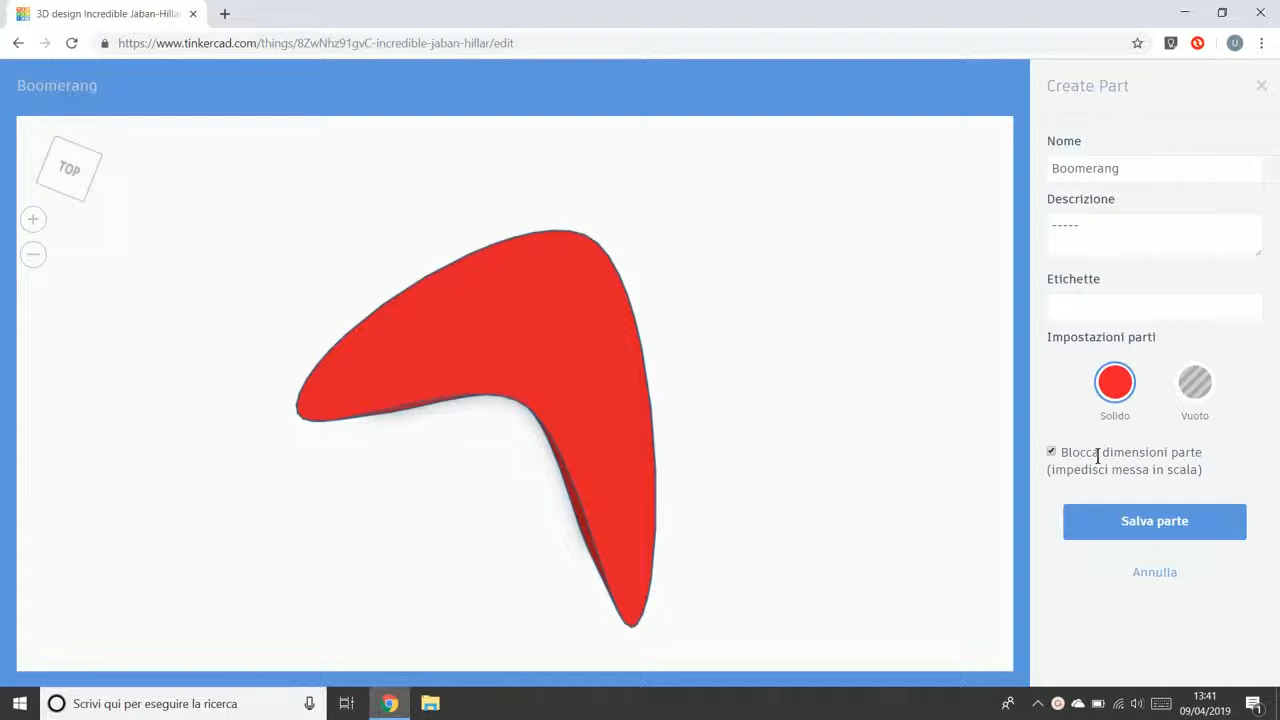 3D design Incredible Jaban-Hilla
https://www.tinkercad.com/things/8ZwNhz91gvC-incredible-jaban-hillar/edit
U
Boomerang
Create Part
TOP
Nome
Boomerang
Descrizione
-----
Etichette
Impostazioni parti
Solido
Vuoto
Blocca dimensioni parte
(impedisci messa in scala)
Salva parte
Annulla
Scrivi qui per eseguire la ricerca
13:41
09/04/2019
1